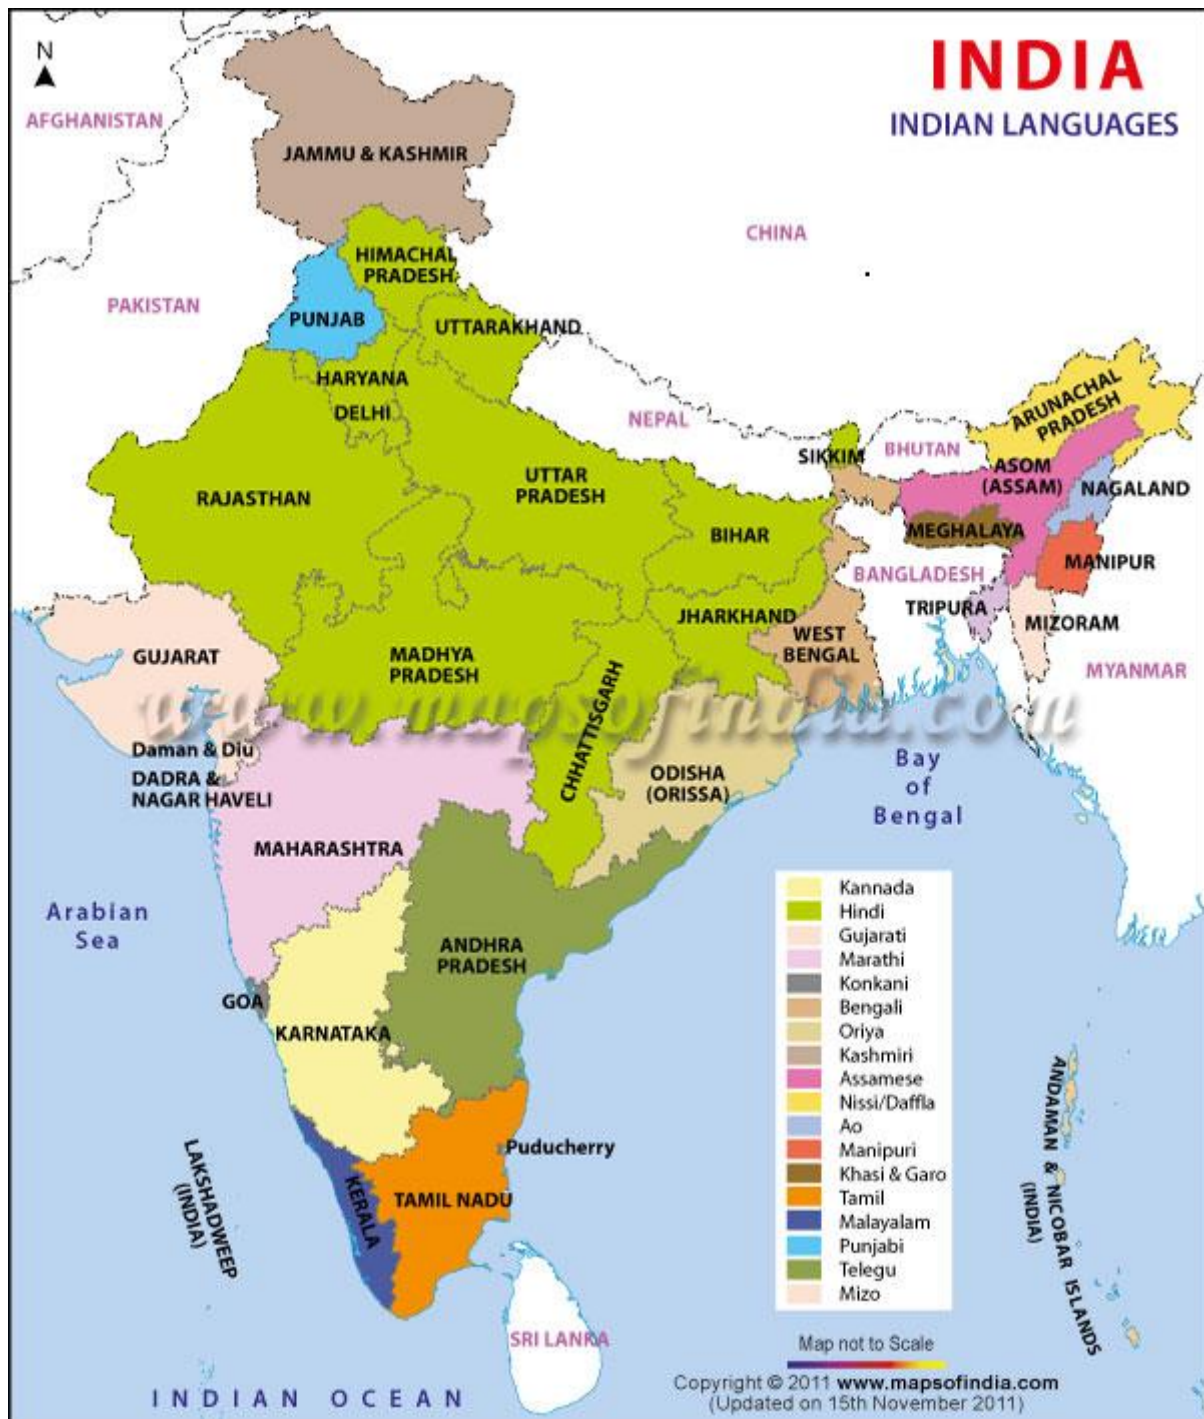 N
INDIA
INDIAN LANGUAGES
AFGHANISTAN
JAMMU & KASHMIR
CHINA
HIMACHAL
PRADESH
PAKISTAN
PUNJAB
UTTARAKHAND
HARYANA
DELHI
NEPAL
SIKKIM
BHUTAN
ARUNACHAL
PRADESH
ASOM
(ASSAM)
NAGALAND
RAJASTHAN
UTTAR
PRADESH
BIHAR
MEGHALAYA
MANIPUR
BANGLADESH
TRIPURA
MIZORAM
JHARKHAND
WEST
BENGAL
GUJARAT
MADHYA
PRADESH
MYANMAR
CHHATTISGARH
www.mapsofindia.com
Daman & Diu
DADRA &
NAGAR HAVELI
ODISHA
(ORISSA)
Bay
of
Bengal
MAHARASHTRA
Arabian
Sea
ANDHRA
PRADESH
GOA
KARNATAKA
Puducherry
LAKSHADWEEP
(INDIA)
KERALA
TAMIL NADU
SRI LANKA
ANDAMAN & NICOBAR ISLANDS
(INDIA)
Kannada
Hindi
Gujarati
Marathi
Konkani
Bengali
Oriya
Kashmiri
Assamese
Nissi/Daffla
Ao
Manipuri
Khasi & Garo
Tamil
Malayalam
Punjabi
Telegu
Mizo
Map not to Scale
Copyright © 2011 www.mapsofindia.com
(Updated on 15th November 2011)
INDIAN OCEAN